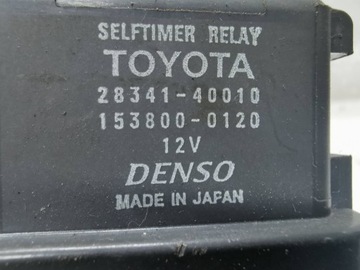 SELFTIMER RELAY
TOYOTA
28341-40010
153800-0120
12V
DENSO
MADE IN JAPAN